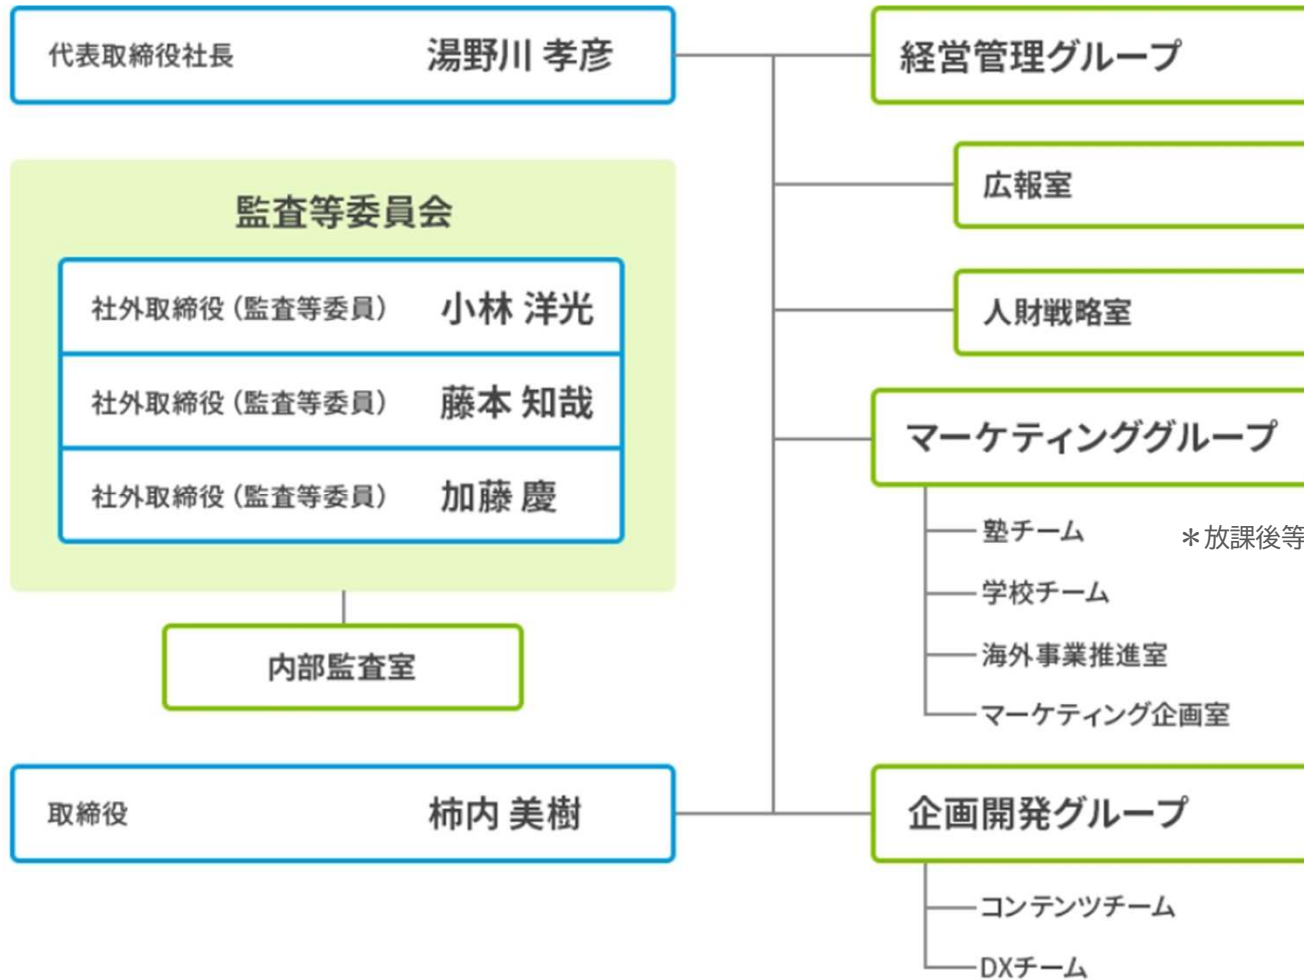 代表取締役社長 湯野川 孝彦
監査等委員会
社外取締役（監査等委員） 小林 洋光
社外取締役（監査等委員） 藤本 知哉
社外取締役（監査等委員） 加藤 慶
内部監査室
取締役 柿内 美樹
経営管理グループ
広報室
人財戦略室
マーケティンググループ
塾チーム ＊放課後等
学校チーム
海外事業推進室
マーケティング企画室
企画開発グループ
コンテンツチーム
DXチーム